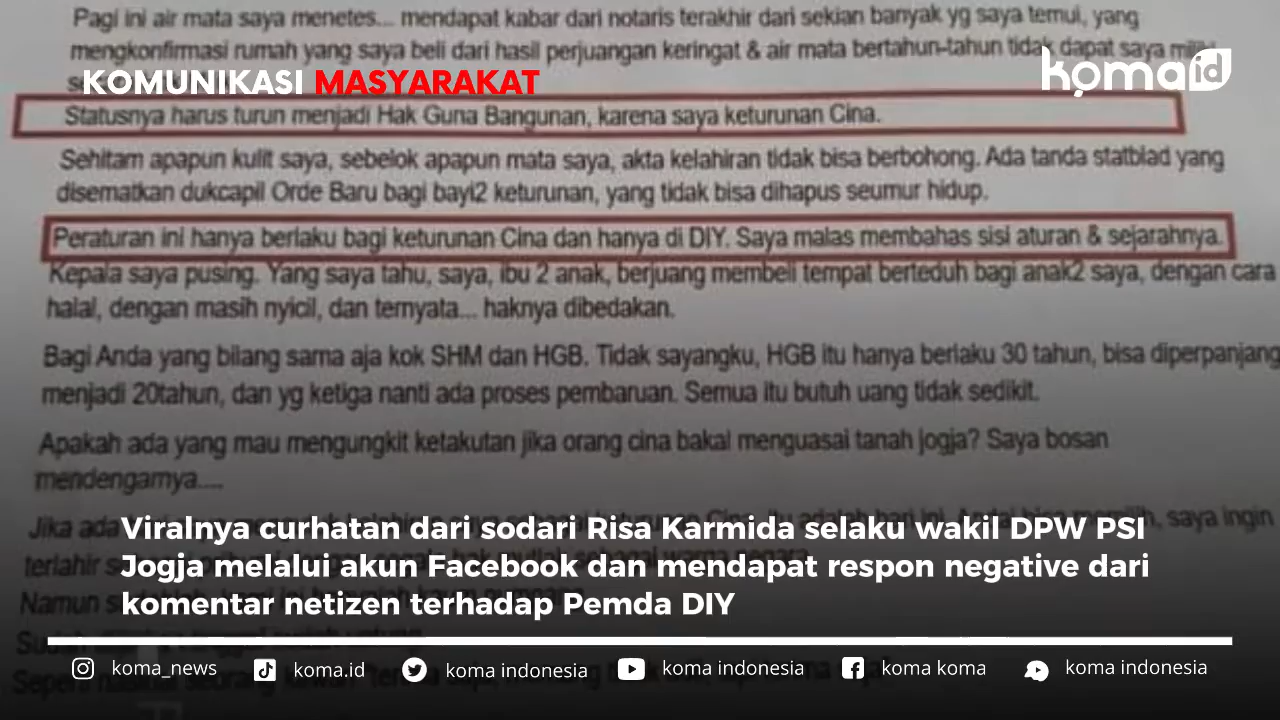 Pagi ini air mata saya menetes... mendapat kabar dari notaris terakhir dari sekian banyak yg saya temui, yang
mengkonfirmasi rumah yang saya beli dari hasil perjuangan keringat & air mata bertahun-tahun tidak dapat saya miliki
KOMUNIKASI MASYARAKAT
koma id
Statusnya harus turun menjadi Hak Guna Bangunan, karena saya keturunan Cina.
Sehitam apapun kulit saya, sebelok apapun mata saya, akta kelahiran tidak bisa berbohong. Ada tanda statblad yang
disematkan dukcapil Orde Baru bagi bayi2 keturunan, yang tidak bisa dihapus seumur hidup.
Peraturan ini hanya berlaku bagi keturunan Cina dan hanya di DIY. Saya malas membahas sisi aturan & sejarahnya.
Kepala saya pusing. Yang saya tahu, saya, ibu 2 anak, berjuang membeli tempat berteduh bagi anak2 saya, dengan cara
halal, dengan masih nyicil, dan ternyata... haknya dibedakan.
Bagi Anda yang bilang sama aja kok SHM dan HGB. Tidak sayangku, HGB itu hanya berlaku 30 tahun, bisa diperpanjang
menjadi 20tahun, dan yg ketiga nanti ada proses pembaruan. Semua itu butuh uang tidak sedikit.
Apakah ada yang mau mengungkit ketakutan jika orang cina bakal menguasai tanah jogja? Saya bosan
mendengarnya....
Jika ada saya ingin
terlahir
Namun
Viralnya curhatan dari sodari Risa Karmida selaku wakil DPW PSI
Jogja melalui akun Facebook dan mendapat respon negative dari
komentar netizen terhadap Pemda DIY
koma_news koma.id koma indonesia koma indonesia koma koma koma indonesia